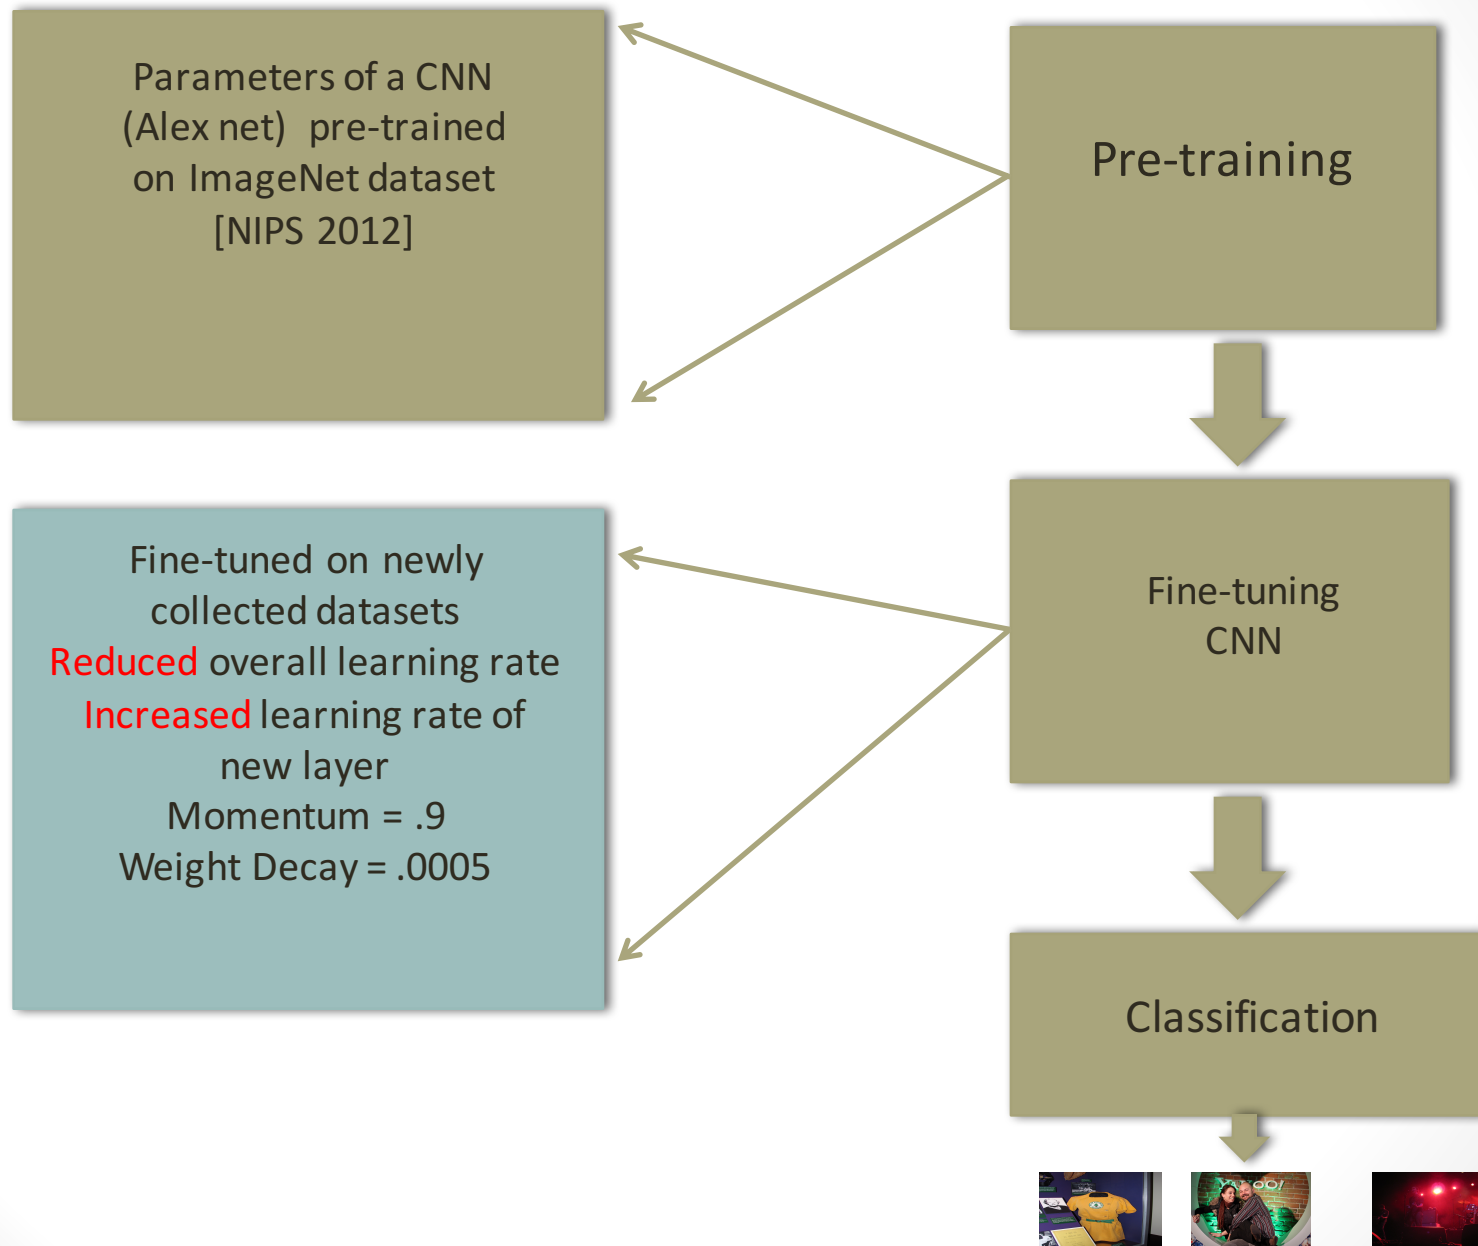 Parameters of a CNN
(Alex net) pre-trained
on ImageNet dataset
[NIPS 2012]
Pre-training
Fine-tuned on newly
collected datasets
Reduced overall learning rate
Increased learning rate of
new layer
Momentum = .9
Weight Decay = .0005
Fine-tuning
CNN
Classification
YAHOO!